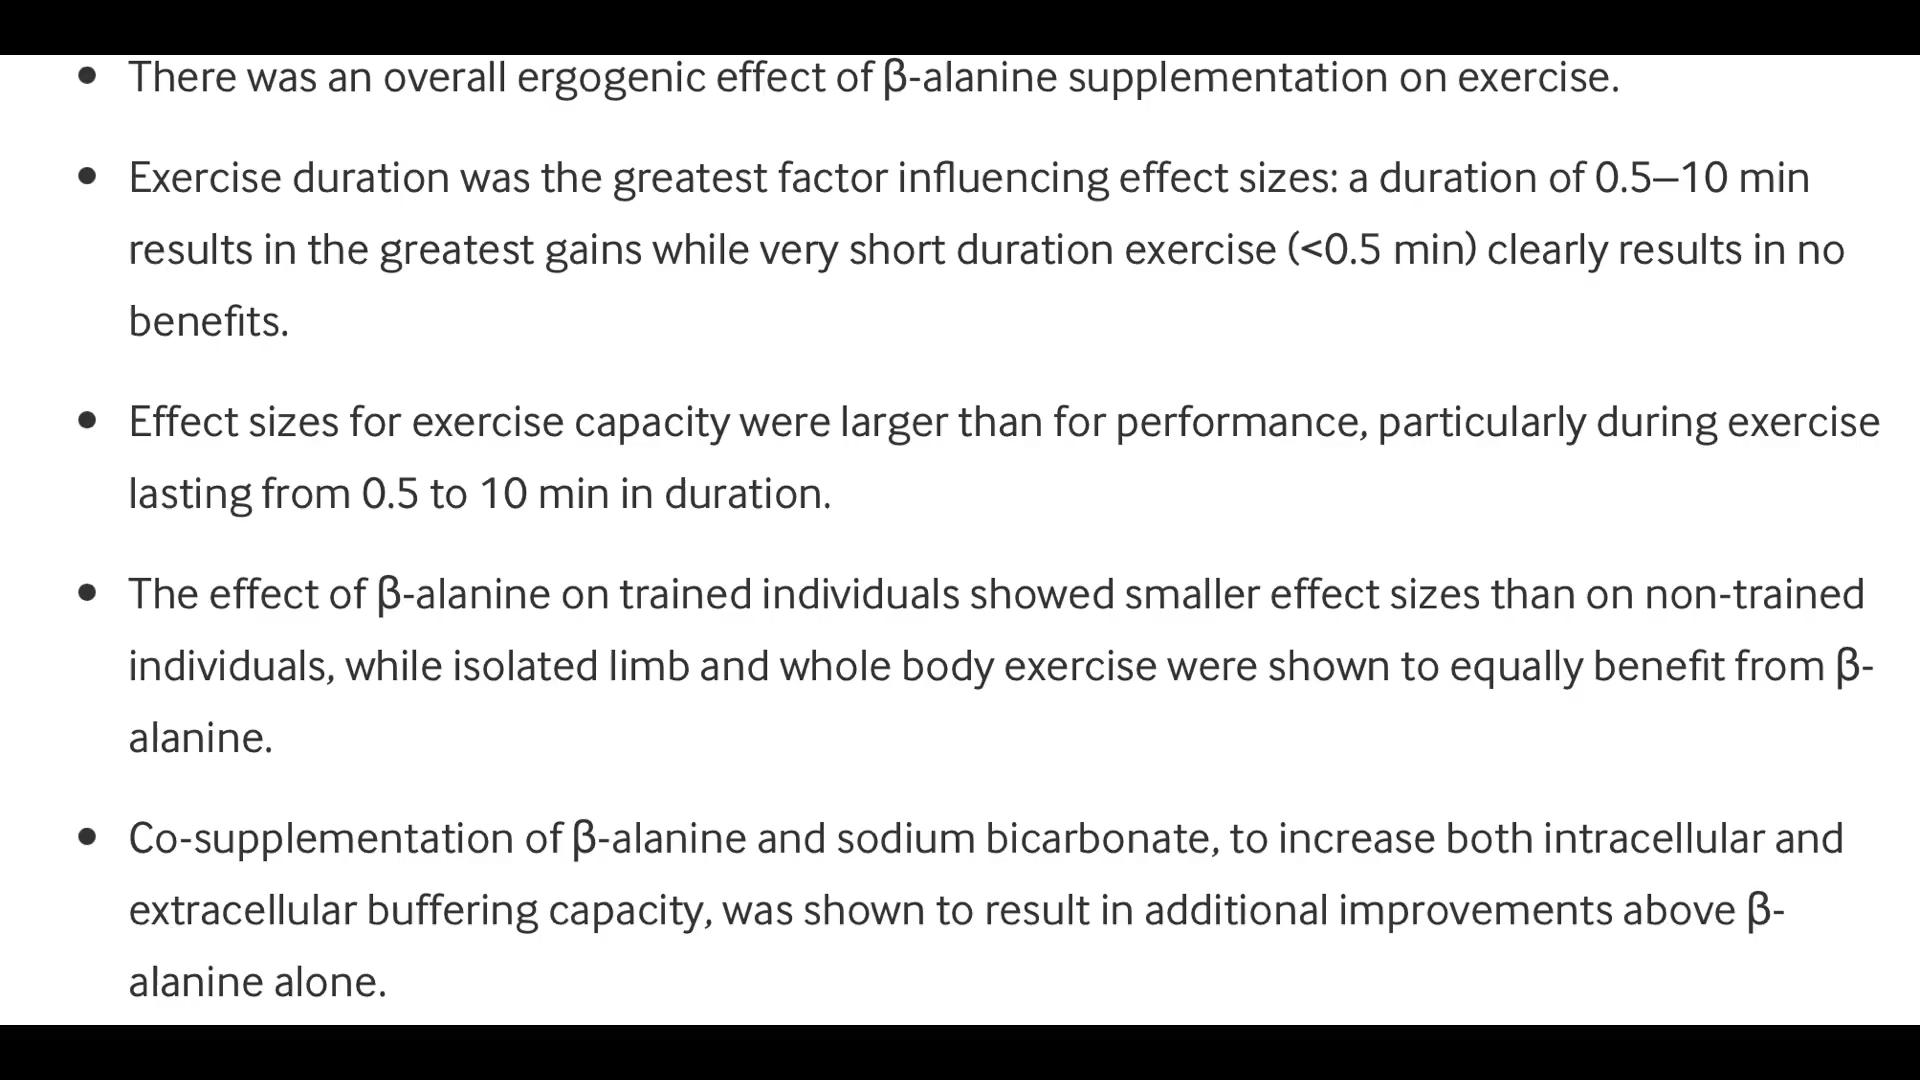 • There was an overall ergogenic effect of β-alanine supplementation on exercise.
• Exercise duration was the greatest factor influencing effect sizes: a duration of 0.5–10 min
results in the greatest gains while very short duration exercise (<0.5 min) clearly results in no
benefits.
• Effect sizes for exercise capacity were larger than for performance, particularly during exercise
lasting from 0.5 to 10 min in duration.
• The effect of β-alanine on trained individuals showed smaller effect sizes than on non-trained
individuals, while isolated limb and whole body exercise were shown to equally benefit from β-
alanine.
• Co-supplementation of β-alanine and sodium bicarbonate, to increase both intracellular and
extracellular buffering capacity, was shown to result in additional improvements above β-
alanine alone.